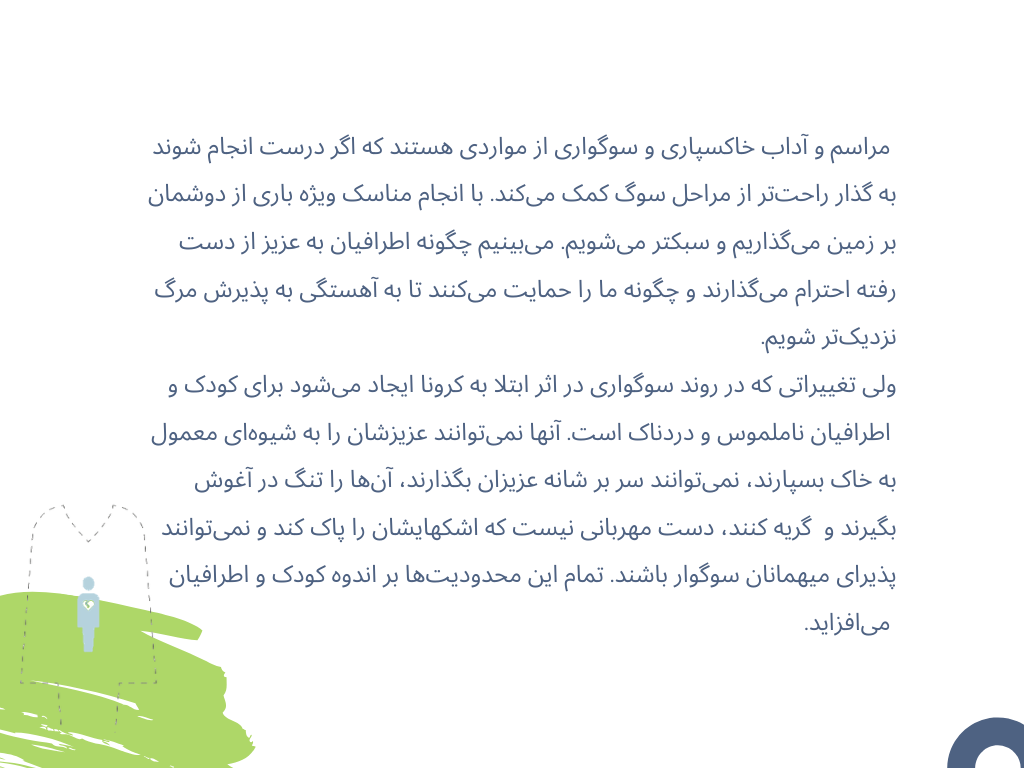 مراسم و آداب خاکسپاری و سوگواری از مواردی هستند که اگر درست انجام شوند
به گذار راحت‌تر از مراحل سوگ کمک می‌کند. با انجام مناسک ویژه باری از دوشمان
بر زمین می‌گذاریم و سبکتر می‌شویم. می‌بینیم چگونه اطرافیان به عزیز از دست
رفته احترام می‌گذارند و چگونه ما را حمایت می‌کنند تا به آهستگی به پذیرش مرگ
نزدیک‌تر شویم.
ولی تغییراتی که در روند سوگواری در اثر ابتلا به کرونا ایجاد می‌شود برای کودک و
اطرافیان ناملموس و دردناک است. آنها نمی‌توانند عزیزشان را به شیوه‌ای معمول
به خاک بسپارند، نمی‌توانند سر بر شانه عزیزان بگذارند، آن‌ها را تنگ در آغوش
بگیرند و گریه کنند، دست مهربانی نیست که اشکهایشان را پاک کند و نمی‌توانند
پذیرای میهمانان سوگوار باشند. تمام این محدودیت‌ها بر اندوه کودک و اطرافیان
می‌افزاید.